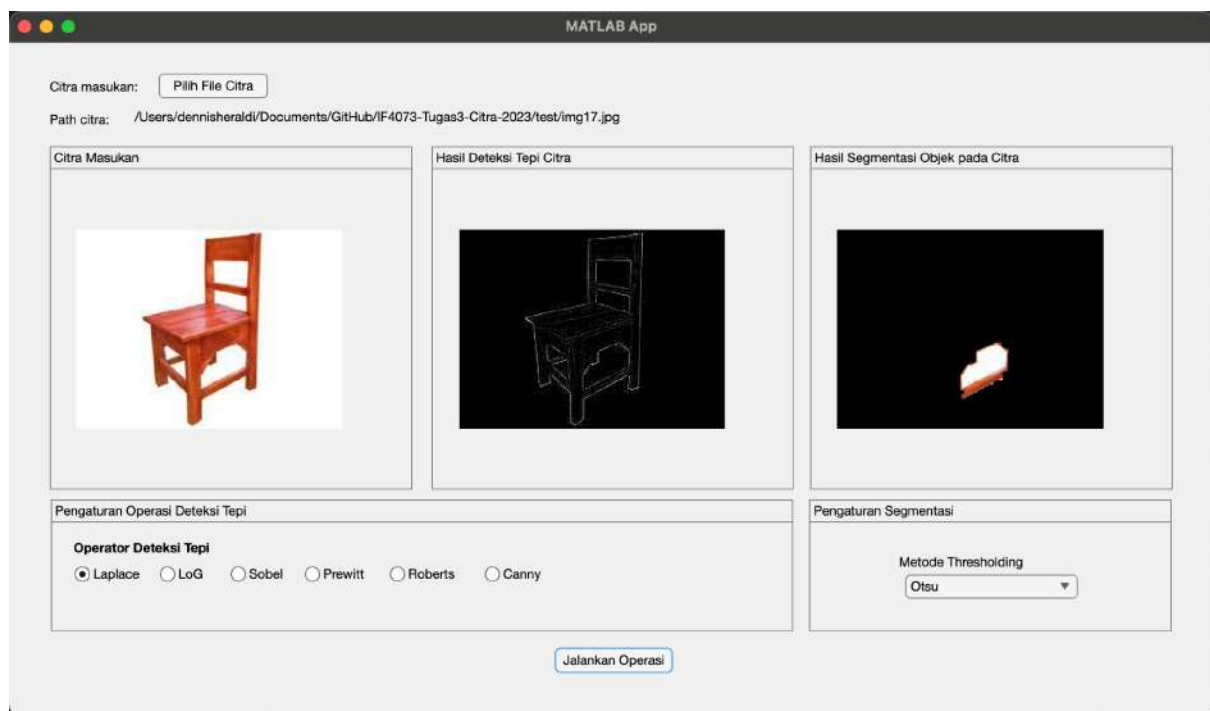 MATLAB App
Citra masukan: Pilih File Citra
Path citra: /Users/dennisheraldi/Documents/GitHub/IF4073-Tugas3-Citra-2023/test/img17.jpg
Citra Masukan
Hasil Deteksi Tepi Citra
Hasil Segmentasi Objek pada Citra
Pengaturan Operasi Deteksi Tepi
Pengaturan Segmentasi
Operator Deteksi Tepi
Laplace LoG Sobel Prewitt Roberts Canny
Metode Thresholding
Otsu
Jalankan Operasi